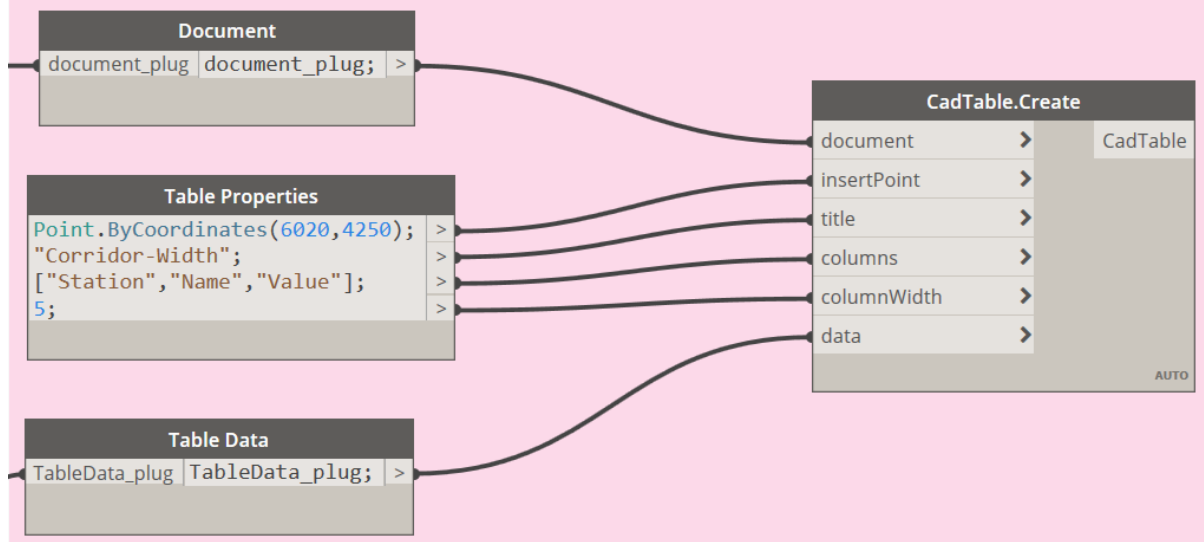 Document
document_plug document_plug; >
Table Properties
Point.ByCoordinates(6020,4250); >
"Corridor-Width"; >
["Station","Name","Value"]; >
5; >
Table Data
TableData_plug TableData_plug; >
CadTable.Create
document CadTable
insertPoint
title
columns
columnWidth
data
AUTO